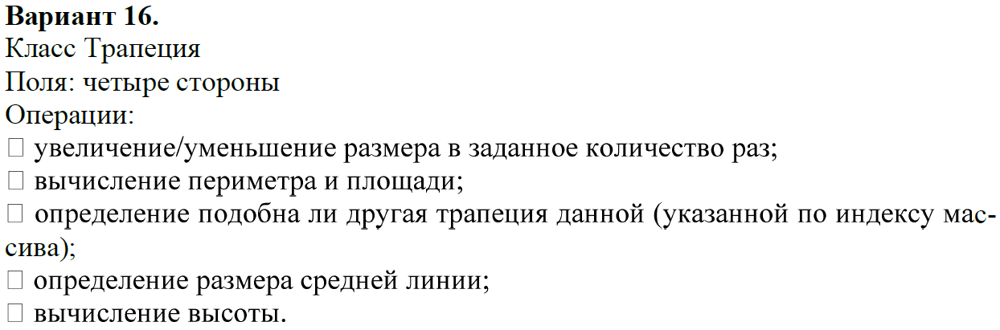 Вариант 16.
Класс Трапеция
Поля: четыре стороны
Операции:
□ увеличение/уменьшение размера в заданное количество раз;
□ вычисление периметра и площади;
□ определение подобна ли другая трапеция данной (указанной по индексу мас-
сива);
□ определение размера средней линии;
□ вычисление высоты.